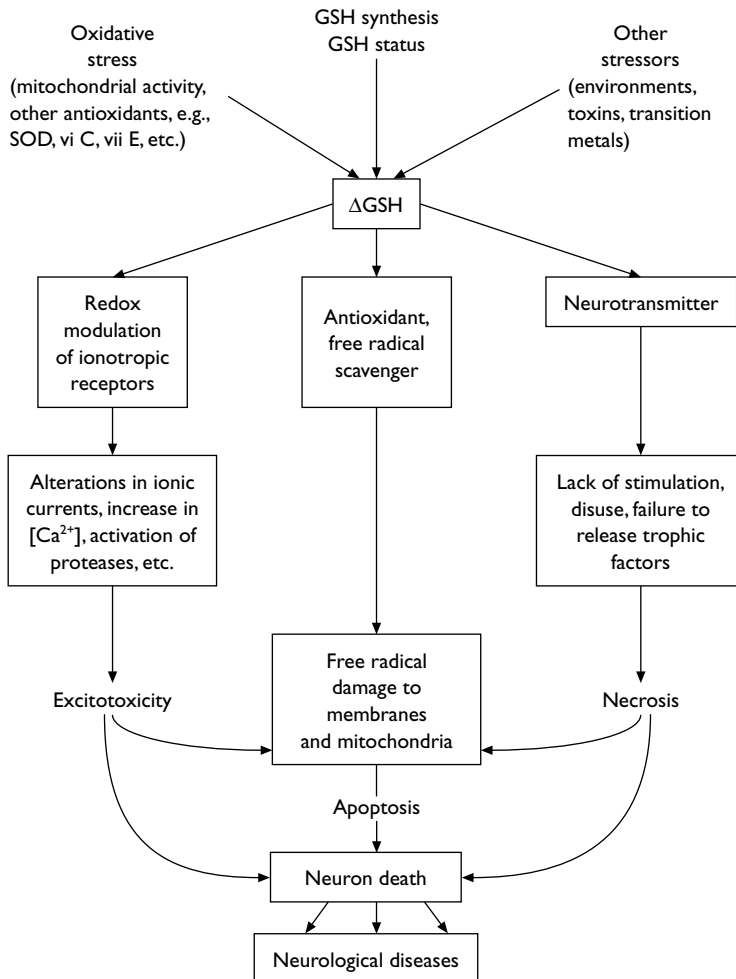 Oxidative
stress
(mitochondrial activity,
other antioxidants, e.g.,
SOD, vi C, vii E, etc.)
GSH synthesis
GSH status
Other
stressors
(environments,
toxins, transition
metals)
ΔGSH
Redox
modulation
of ionotropic
receptors
Antioxidant,
free radical
scavenger
Neurotransmitter
Alterations in ionic
currents, increase in
[Ca²⁺], activation of
proteases, etc.
Lack of stimulation,
disuse, failure to
release trophic
factors
Excitotoxicity
Free radical
damage to
membranes
and mitochondria
Necrosis
Apoptosis
Neuron death
Neurological diseases